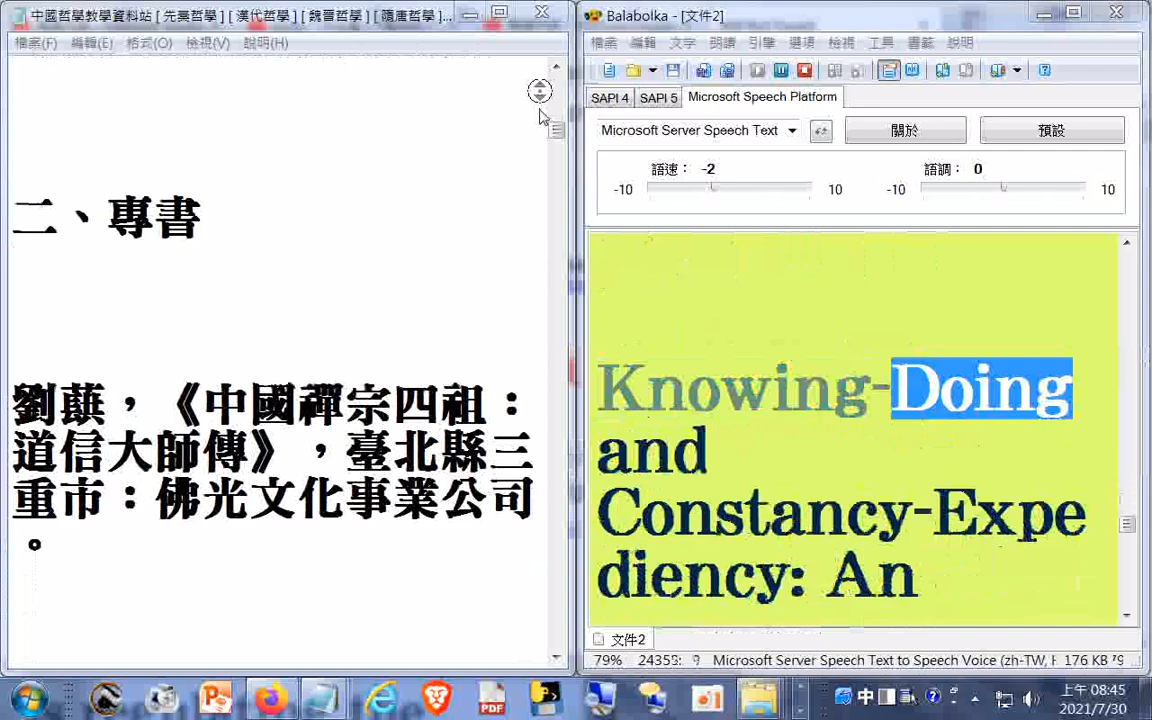 中國哲學教學資料站 [ 先秦哲學 ] [ 漢代哲學 ] [ 魏晉哲學 ] [ 隋唐哲學 ]...
檔案(F) 編輯(E) 格式(O) 檢視(V) 說明(H)
二、專書
劉蕻，《中國禪宗四祖：
道信大師傳》，臺北縣三
重市：佛光文化事業公司
。
Balabolka - [文件2]
檔案 編輯 文字 朗讀 引擎 選項 檢視 工具 書籤 說明
SAPI 4 SAPI 5 Microsoft Speech Platform
Microsoft Server Speech Text 關於 預設
語速： -2 語調： 0
-10 10 -10 10
Knowing-Doing
and
Constancy-Expe
diency: An
文件2
79% Microsoft Server Speech Text to Speech Voice (zh-TW, 176 KB
PDF 中 上午 08:45
2021/7/30